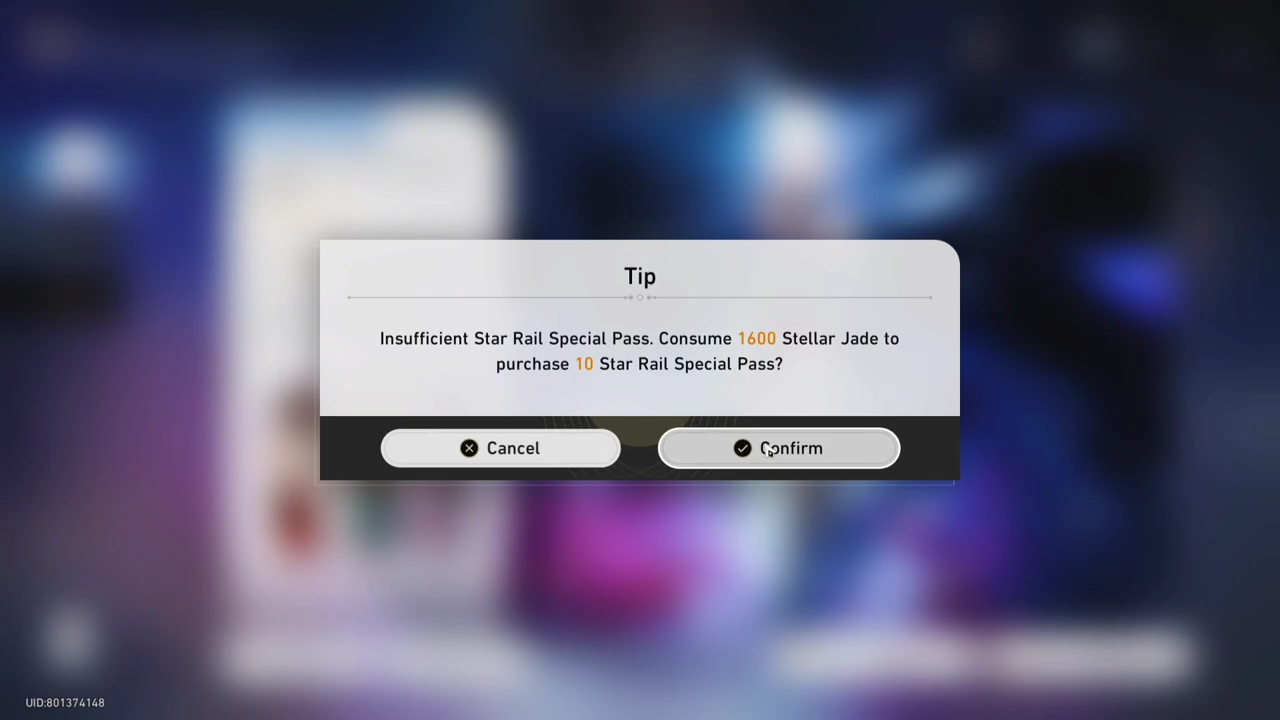 Tip
Insufficient Star Rail Special Pass. Consume 1600 Stellar Jade to
purchase 10 Star Rail Special Pass?
Cancel
Confirm
UID:801374148